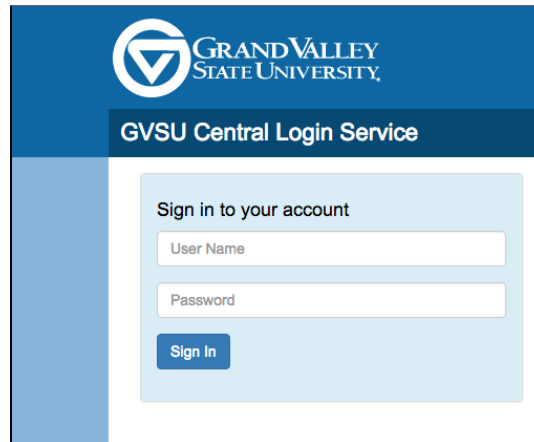 GRAND VALLEY
STATE UNIVERSITY.
GVSU Central Login Service
Sign in to your account
User Name
Password
Sign In